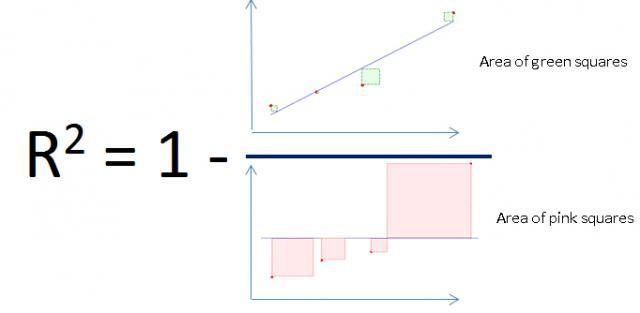 Area of green squares
R² = 1 -
Area of pink squares